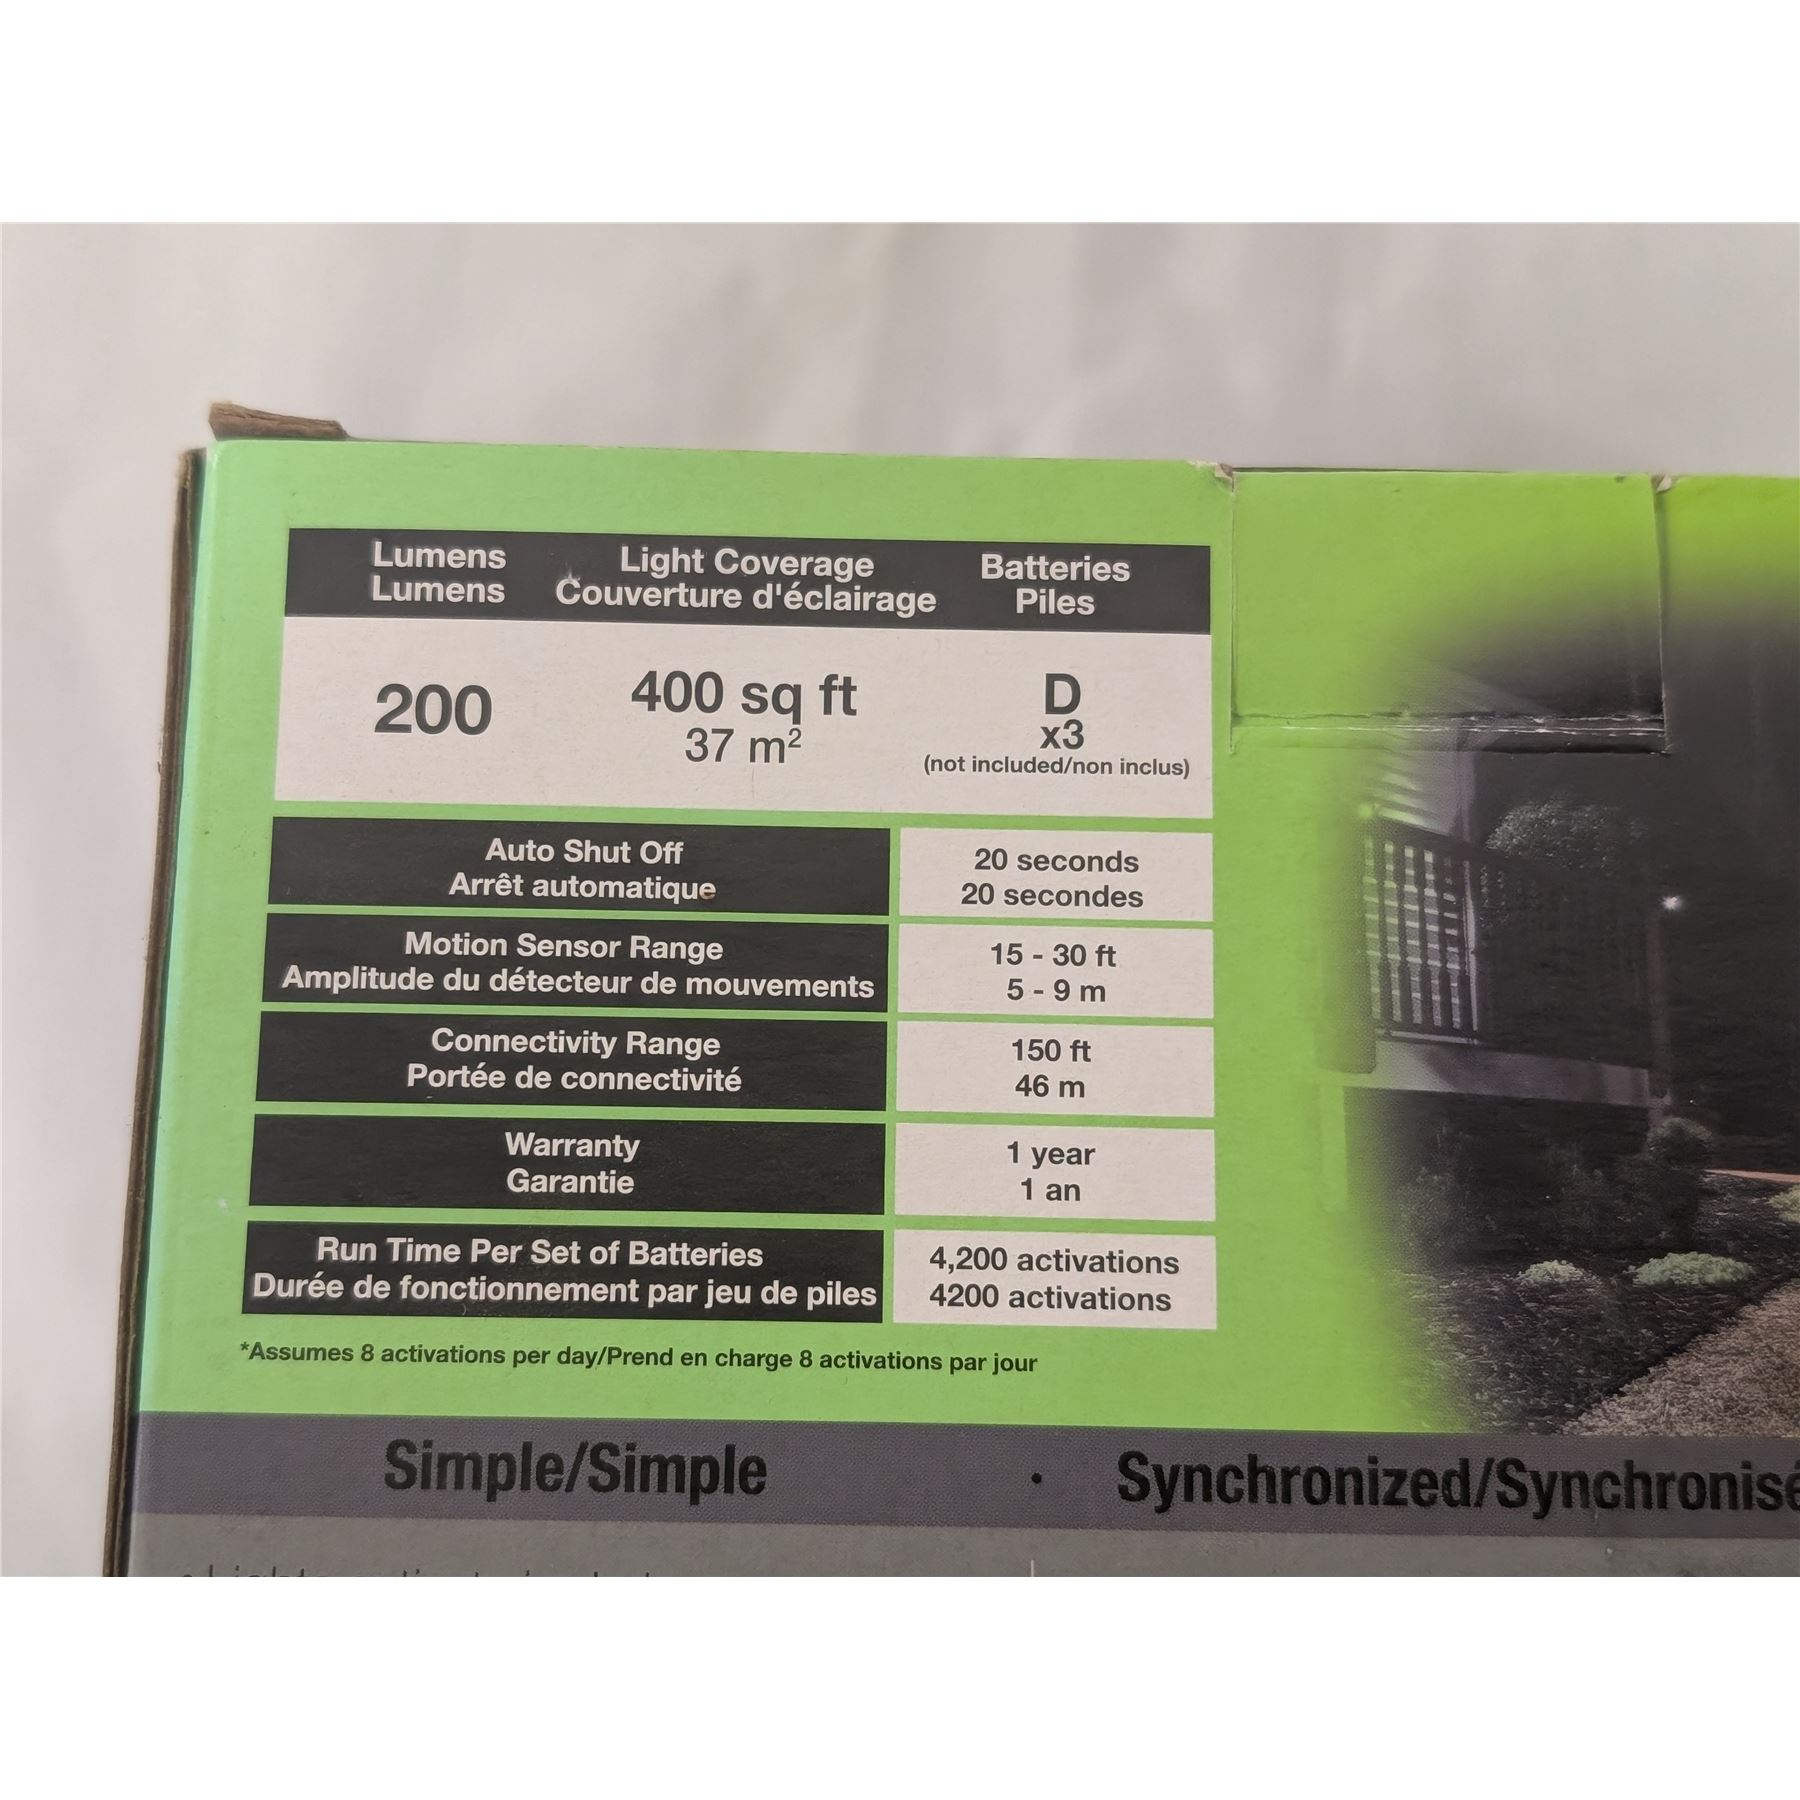 Lumens Light Coverage Batteries
Lumens Couverture d'éclairage Piles
200 400 sq ft D
37 m² x3
(not included/non inclus)
Auto Shut Off 20 seconds
Arrêt automatique 20 secondes
Motion Sensor Range 15 - 30 ft
Amplitude du détecteur de mouvements 5 - 9 m
Connectivity Range 150 ft
Portée de connectivité 46 m
Warranty 1 year
Garantie 1 an
Run Time Per Set of Batteries 4,200 activations
Durée de fonctionnement par jeu de piles 4200 activations
*Assumes 8 activations per day/Prend en charge 8 activations par jour
Simple/Simple · Synchronized/Synchronisé